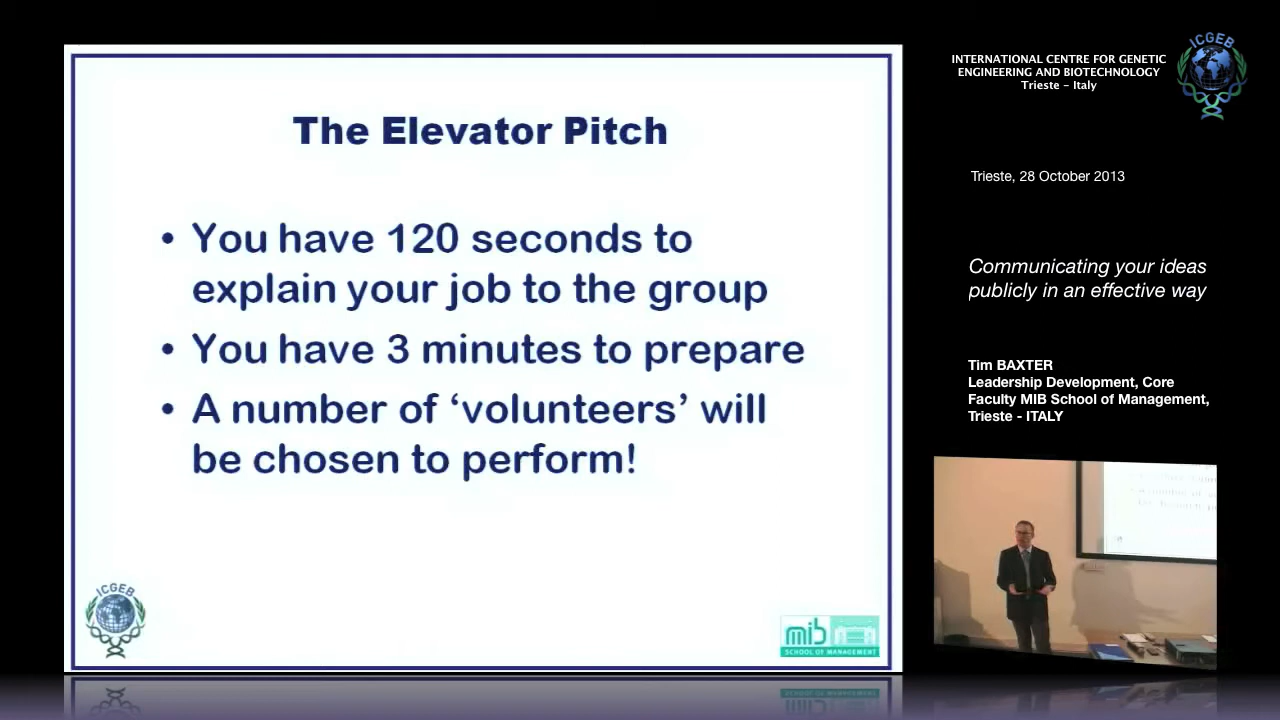 The Elevator Pitch
• You have 120 seconds to
explain your job to the group
• You have 3 minutes to prepare
• A number of ‘volunteers’ will
be chosen to perform!
ICGEB
mib
SCHOOL OF MANAGEMENT
INTERNATIONAL CENTRE FOR GENETIC
ENGINEERING AND BIOTECHNOLOGY
Trieste - Italy
ICGEB
Trieste, 28 October 2013
Communicating your ideas
publicly in an effective way
Tim BAXTER
Leadership Development, Core
Faculty MIB School of Management,
Trieste - ITALY